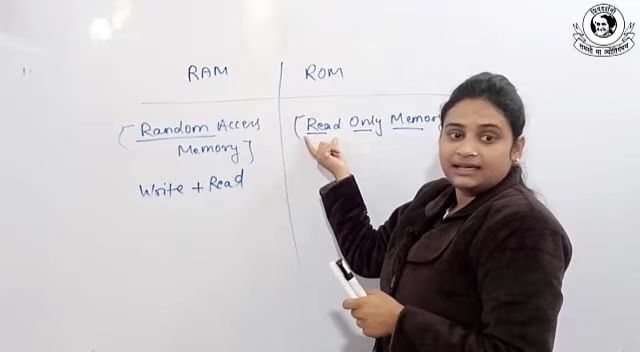 RAM
ROM
[Random Access
Memory]
[Read Only Memory
Write + Read